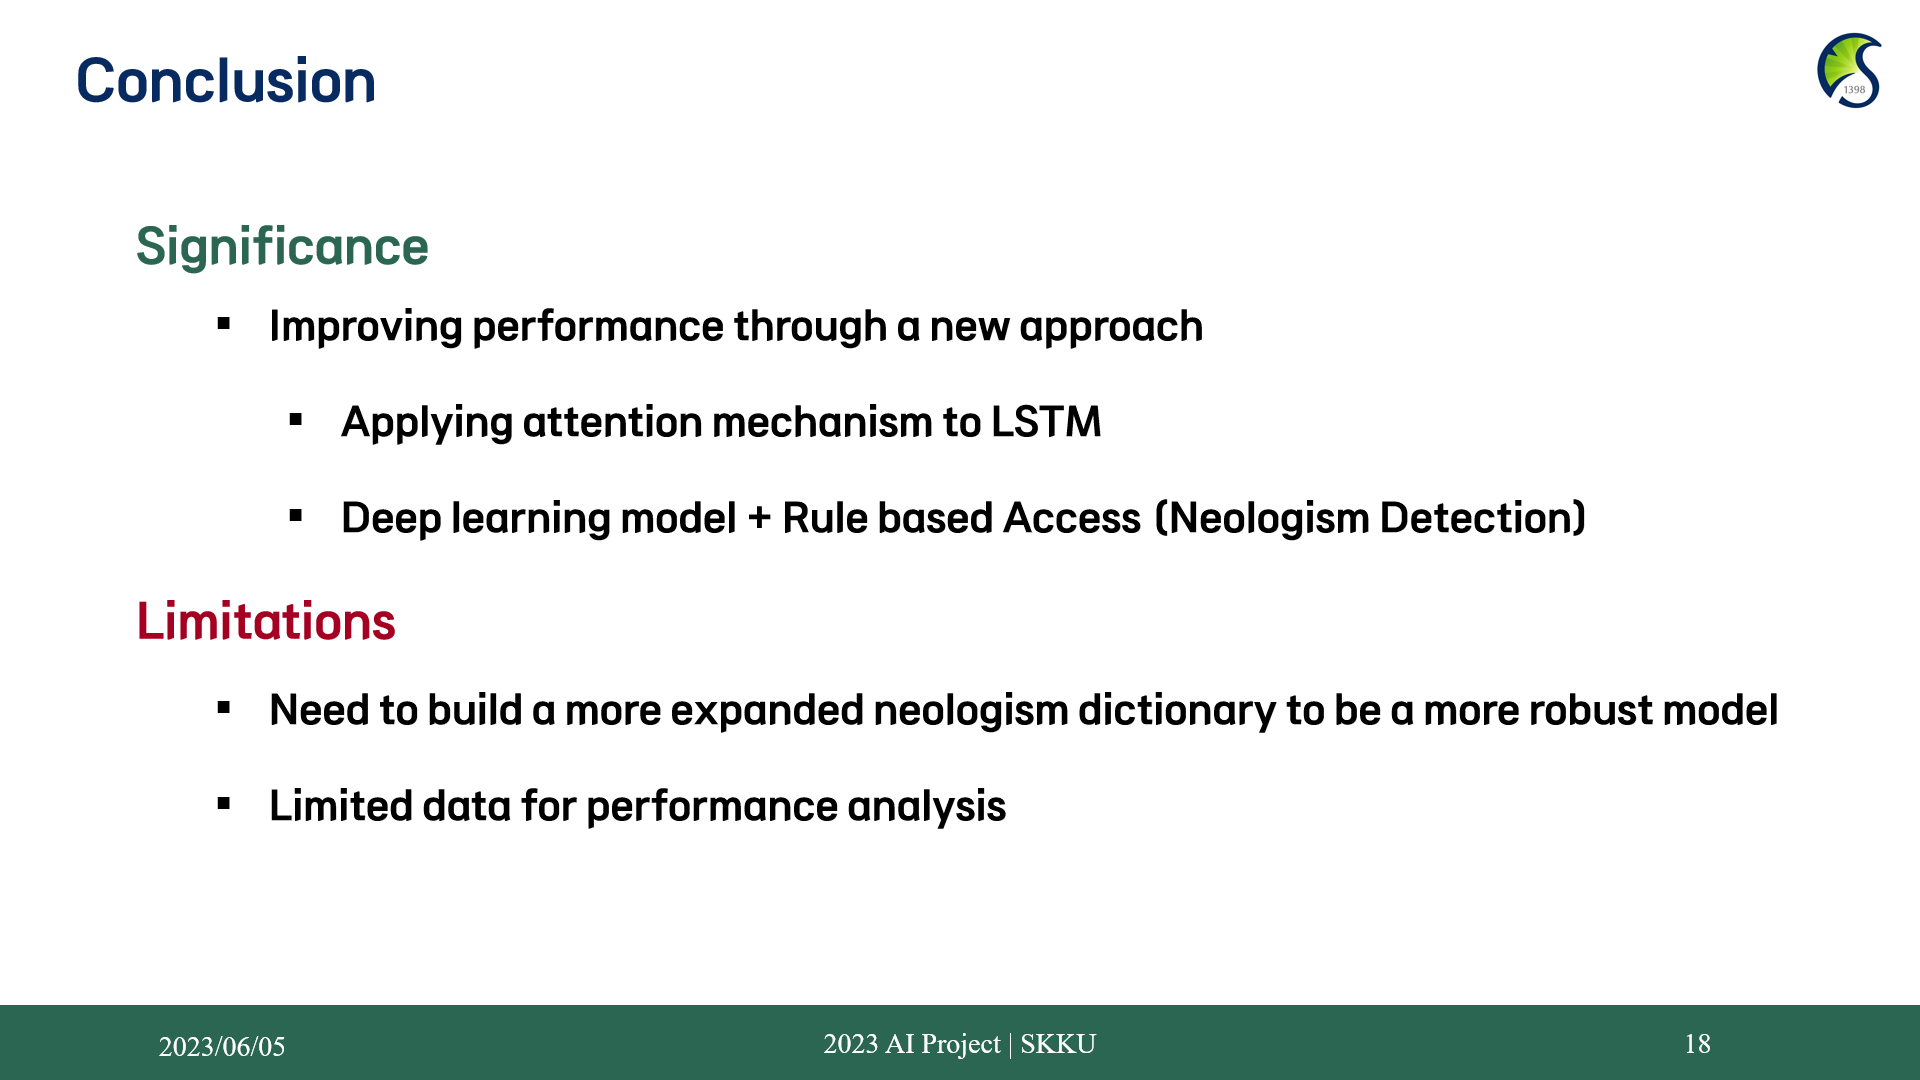 Conclusion
1398
Significance
▪ Improving performance through a new approach
▪ Applying attention mechanism to LSTM
▪ Deep learning model + Rule based Access (Neologism Detection)
Limitations
▪ Need to build a more expanded neologism dictionary to be a more robust model
▪ Limited data for performance analysis
2023/06/05
2023 AI Project | SKKU
18